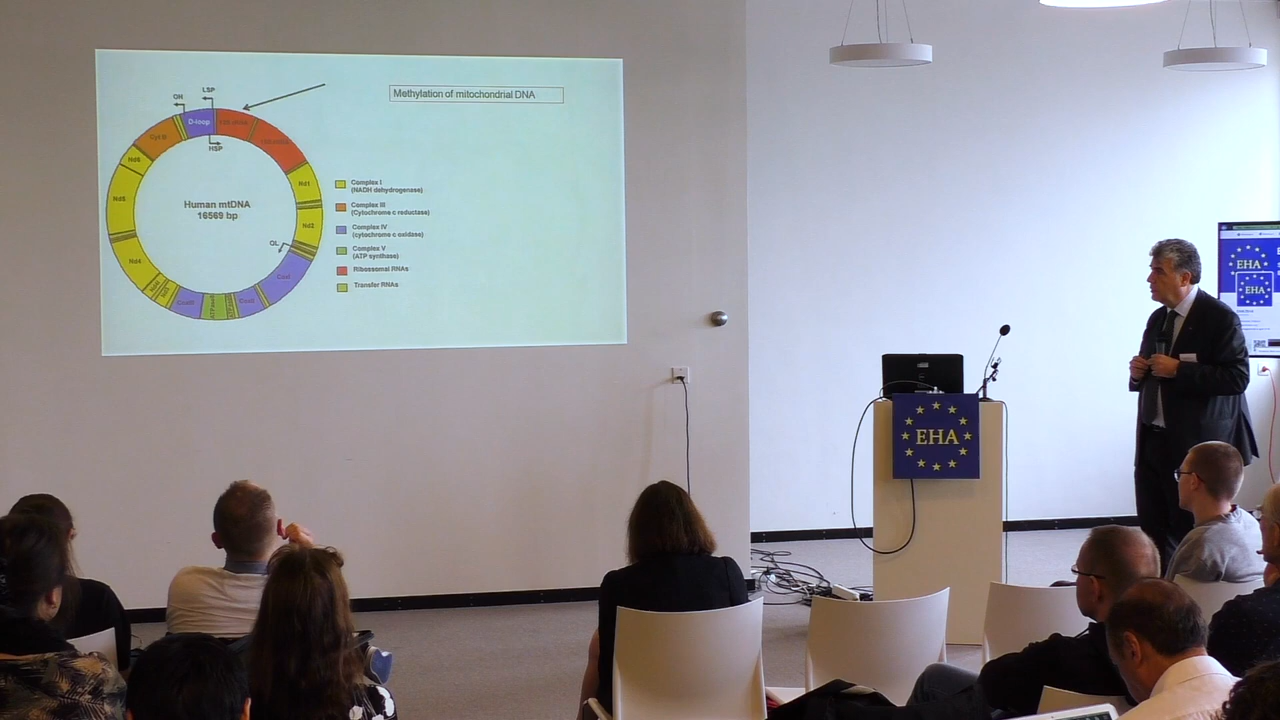 Methylation of mitochondrial DNA
OH
LSP
D-loop
HSP
Cyt B
Nd6
Nd5
Nd4
Nd1
Nd2
OL
CoxI
Human mtDNA
16569 bp
Complex I
(NADH dehydrogenase)
Complex III
(Cytochrome c reductase)
Complex IV
(cytochrome c oxidase)
Complex V
(ATP synthase)
Ribossomal RNAs
Transfer RNAs
EHA
EHA
EHA